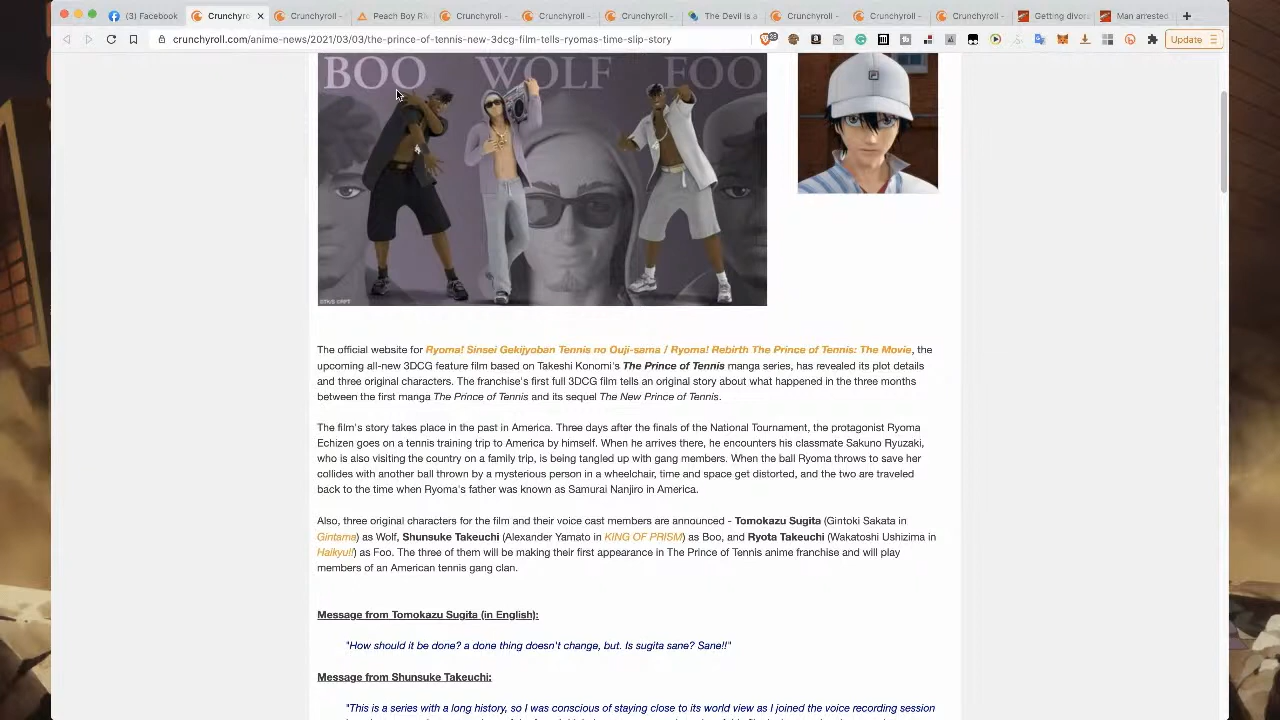 (3) Facebook
Crunchyroll
Crunchyroll -
Peach Boy Ri
Crunchyroll -
Crunchyroll -
Crunchyroll -
The Devil is a
Crunchyroll -
Crunchyroll -
Crunchyroll -
Getting divor
Man arrested
crunchyroll.com/anime-news/2021/03/03/the-prince-of-tennis-new-3dcg-film-tells-ryomas-time-slip-story
Update
BOO WOLF FOO
The official website for Ryoma! Sinsei Gekijyoban Tennis no Ouji-sama / Ryoma! Rebirth The Prince of Tennis: The Movie, the
upcoming all-new 3DCG feature film based on Takeshi Konomi's The Prince of Tennis manga series, has revealed its plot details
and three original characters. The franchise's first full 3DCG film tells an original story about what happened in the three months
between the first manga The Prince of Tennis and its sequel The New Prince of Tennis.
The film's story takes place in the past in America. Three days after the finals of the National Tournament, the protagonist Ryoma
Echizen goes on a tennis training trip to America by himself. When he arrives there, he encounters his classmate Sakuno Ryuzaki,
who is also visiting the country on a family trip, is being tangled up with gang members. When the ball Ryoma throws to save her
collides with another ball thrown by a mysterious person in a wheelchair, time and space get distorted, and the two are traveled
back to the time when Ryoma's father was known as Samurai Nanjiro in America.
Also, three original characters for the film and their voice cast members are announced - Tomokazu Sugita (Gintoki Sakata in
Gintama) as Wolf, Shunsuke Takeuchi (Alexander Yamato in KING OF PRISM) as Boo, and Ryota Takeuchi (Wakatoshi Ushizima in
Haikyu!!) as Foo. The three of them will be making their first appearance in The Prince of Tennis anime franchise and will play
members of an American tennis gang clan.
Message from Tomokazu Sugita (in English):
"How should it be done? a done thing doesn't change, but. Is sugita sane? Sane!!"
Message from Shunsuke Takeuchi:
"This is a series with a long history, so I was conscious of staying close to its world view as I joined the voice recording session